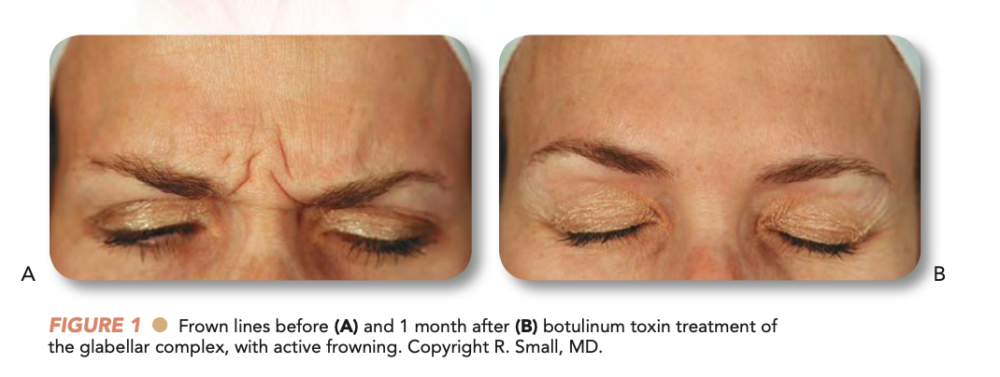 A
B
FIGURE 1 ● Frown lines before (A) and 1 month after (B) botulinum toxin treatment of
the glabellar complex, with active frowning. Copyright R. Small, MD.